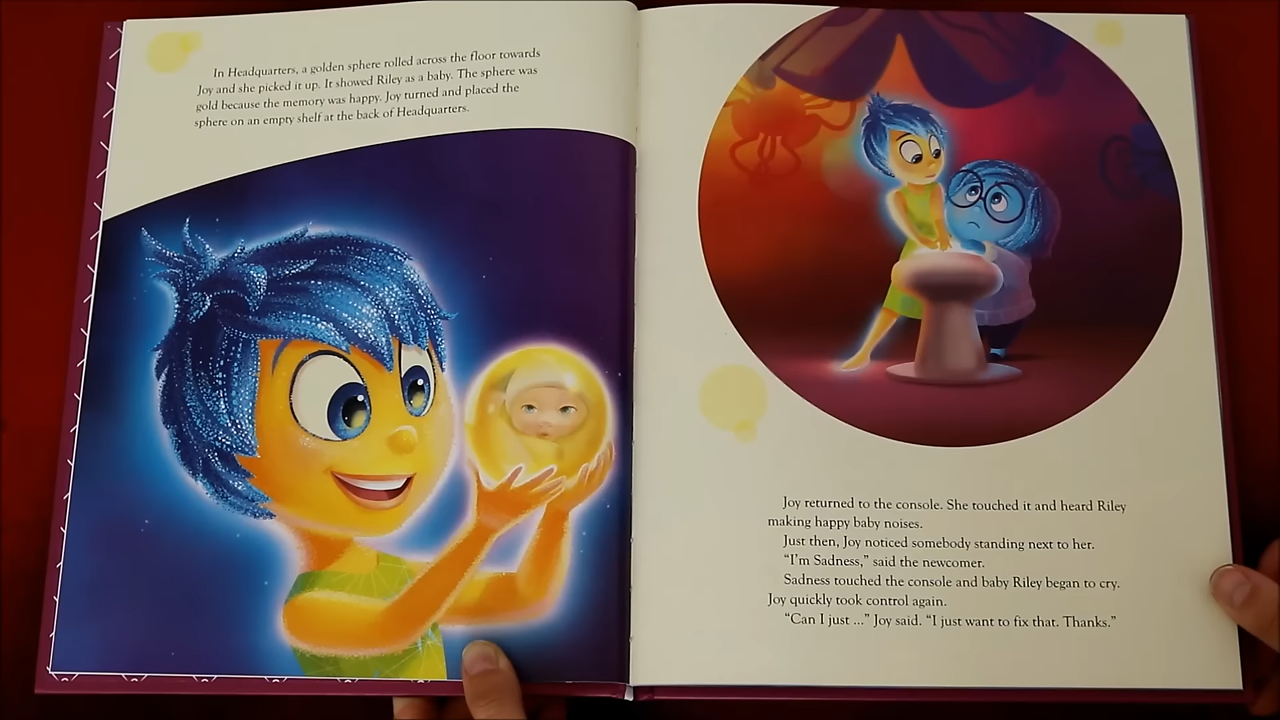 In Headquarters, a golden sphere rolled across the floor towards
Joy and she picked it up. It showed Riley as a baby. The sphere was
gold because the memory was happy. Joy turned and placed the
sphere on an empty shelf at the back of Headquarters.
Joy returned to the console. She touched it and heard Riley
making happy baby noises.
Just then, Joy noticed somebody standing next to her.
“I’m Sadness,” said the newcomer.
Sadness touched the console and baby Riley began to cry.
Joy quickly took control again.
“Can I just ...” Joy said. “I just want to fix that. Thanks.”